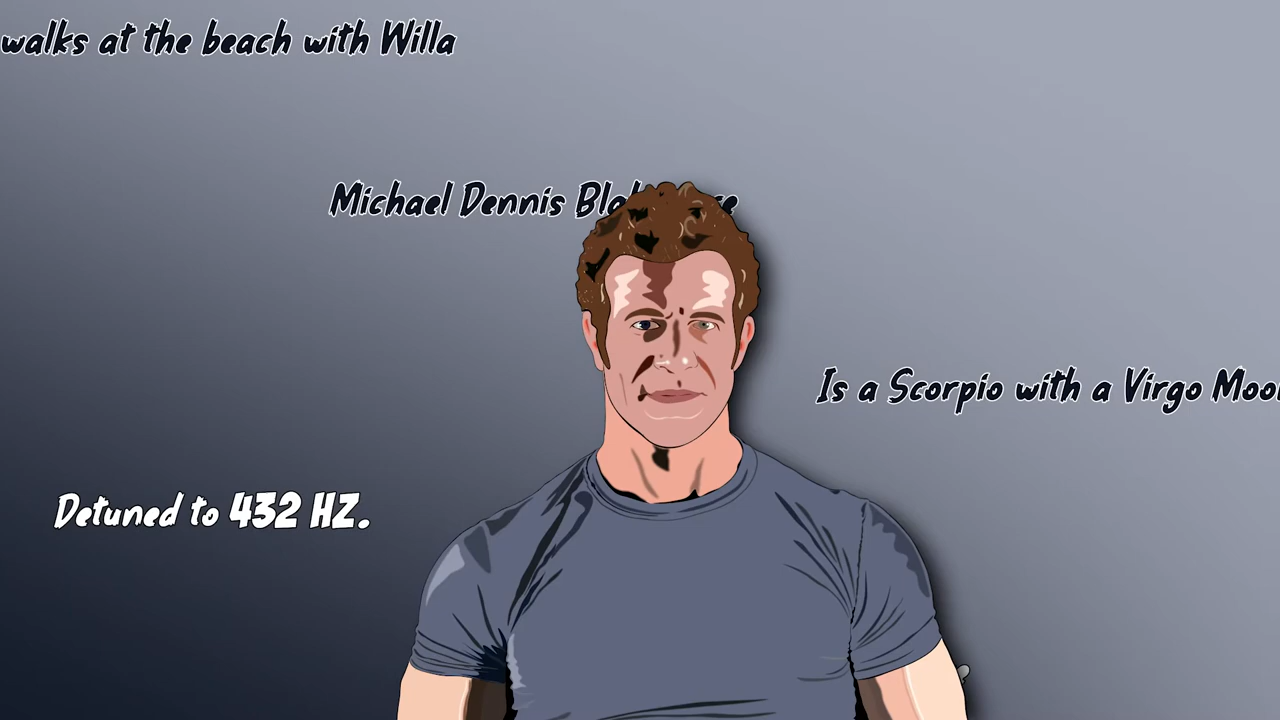 walks at the beach with Willa
Michael Dennis
Is a Scorpio with a Virgo
Detuned to 432 HZ.